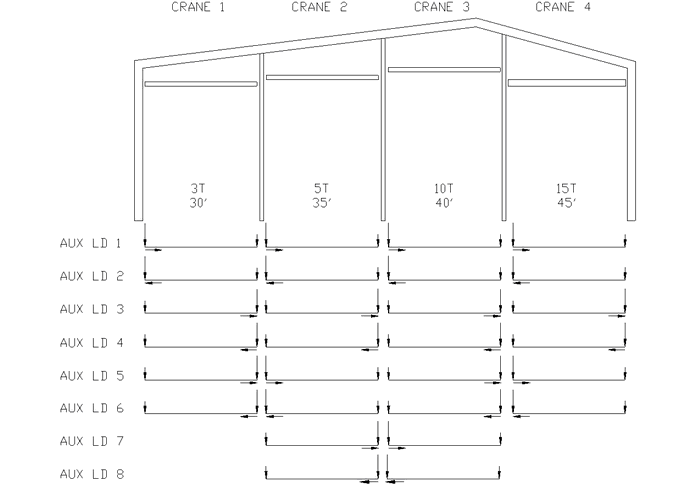 CRANE 1 CRANE 2 CRANE 3 CRANE 4
3T 5T 10T 15T
30' 35' 40' 45'
AUX LD 1
AUX LD 2
AUX LD 3
AUX LD 4
AUX LD 5
AUX LD 6
AUX LD 7
AUX LD 8